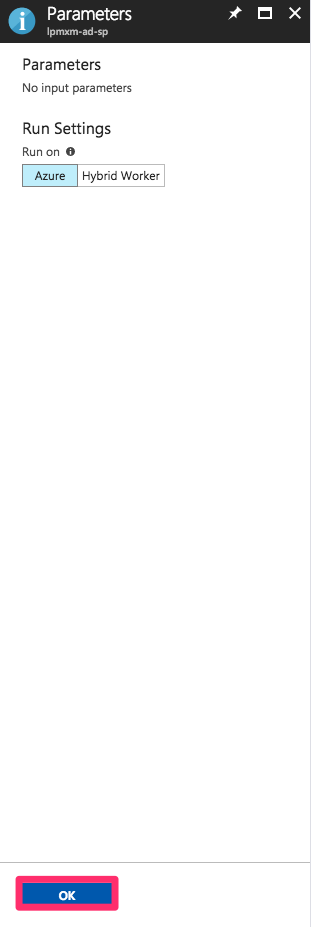 Parameters
lpmxm-ad-sp
Parameters
No input parameters
Run Settings
Run on
Azure
Hybrid Worker
OK